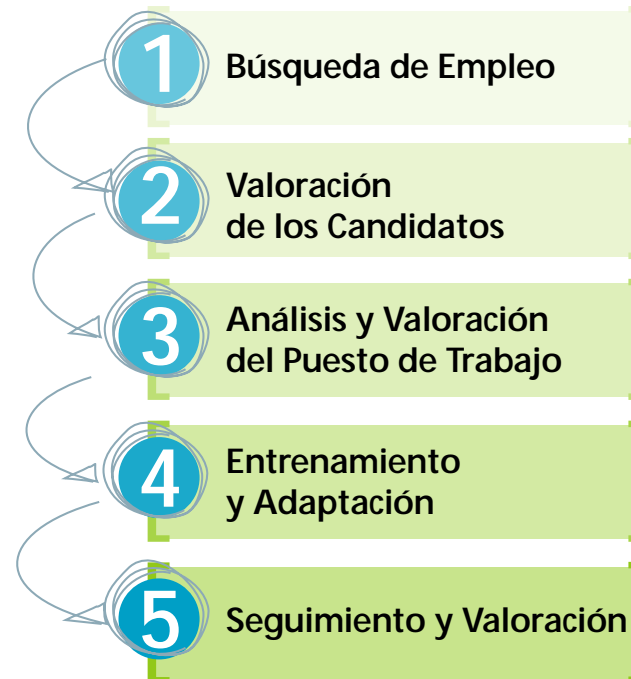 1
Búsqueda de Empleo
2
Valoración
de los Candidatos
3
Análisis y Valoración
del Puesto de Trabajo
4
Entrenamiento
y Adaptación
5
Seguimiento y Valoración